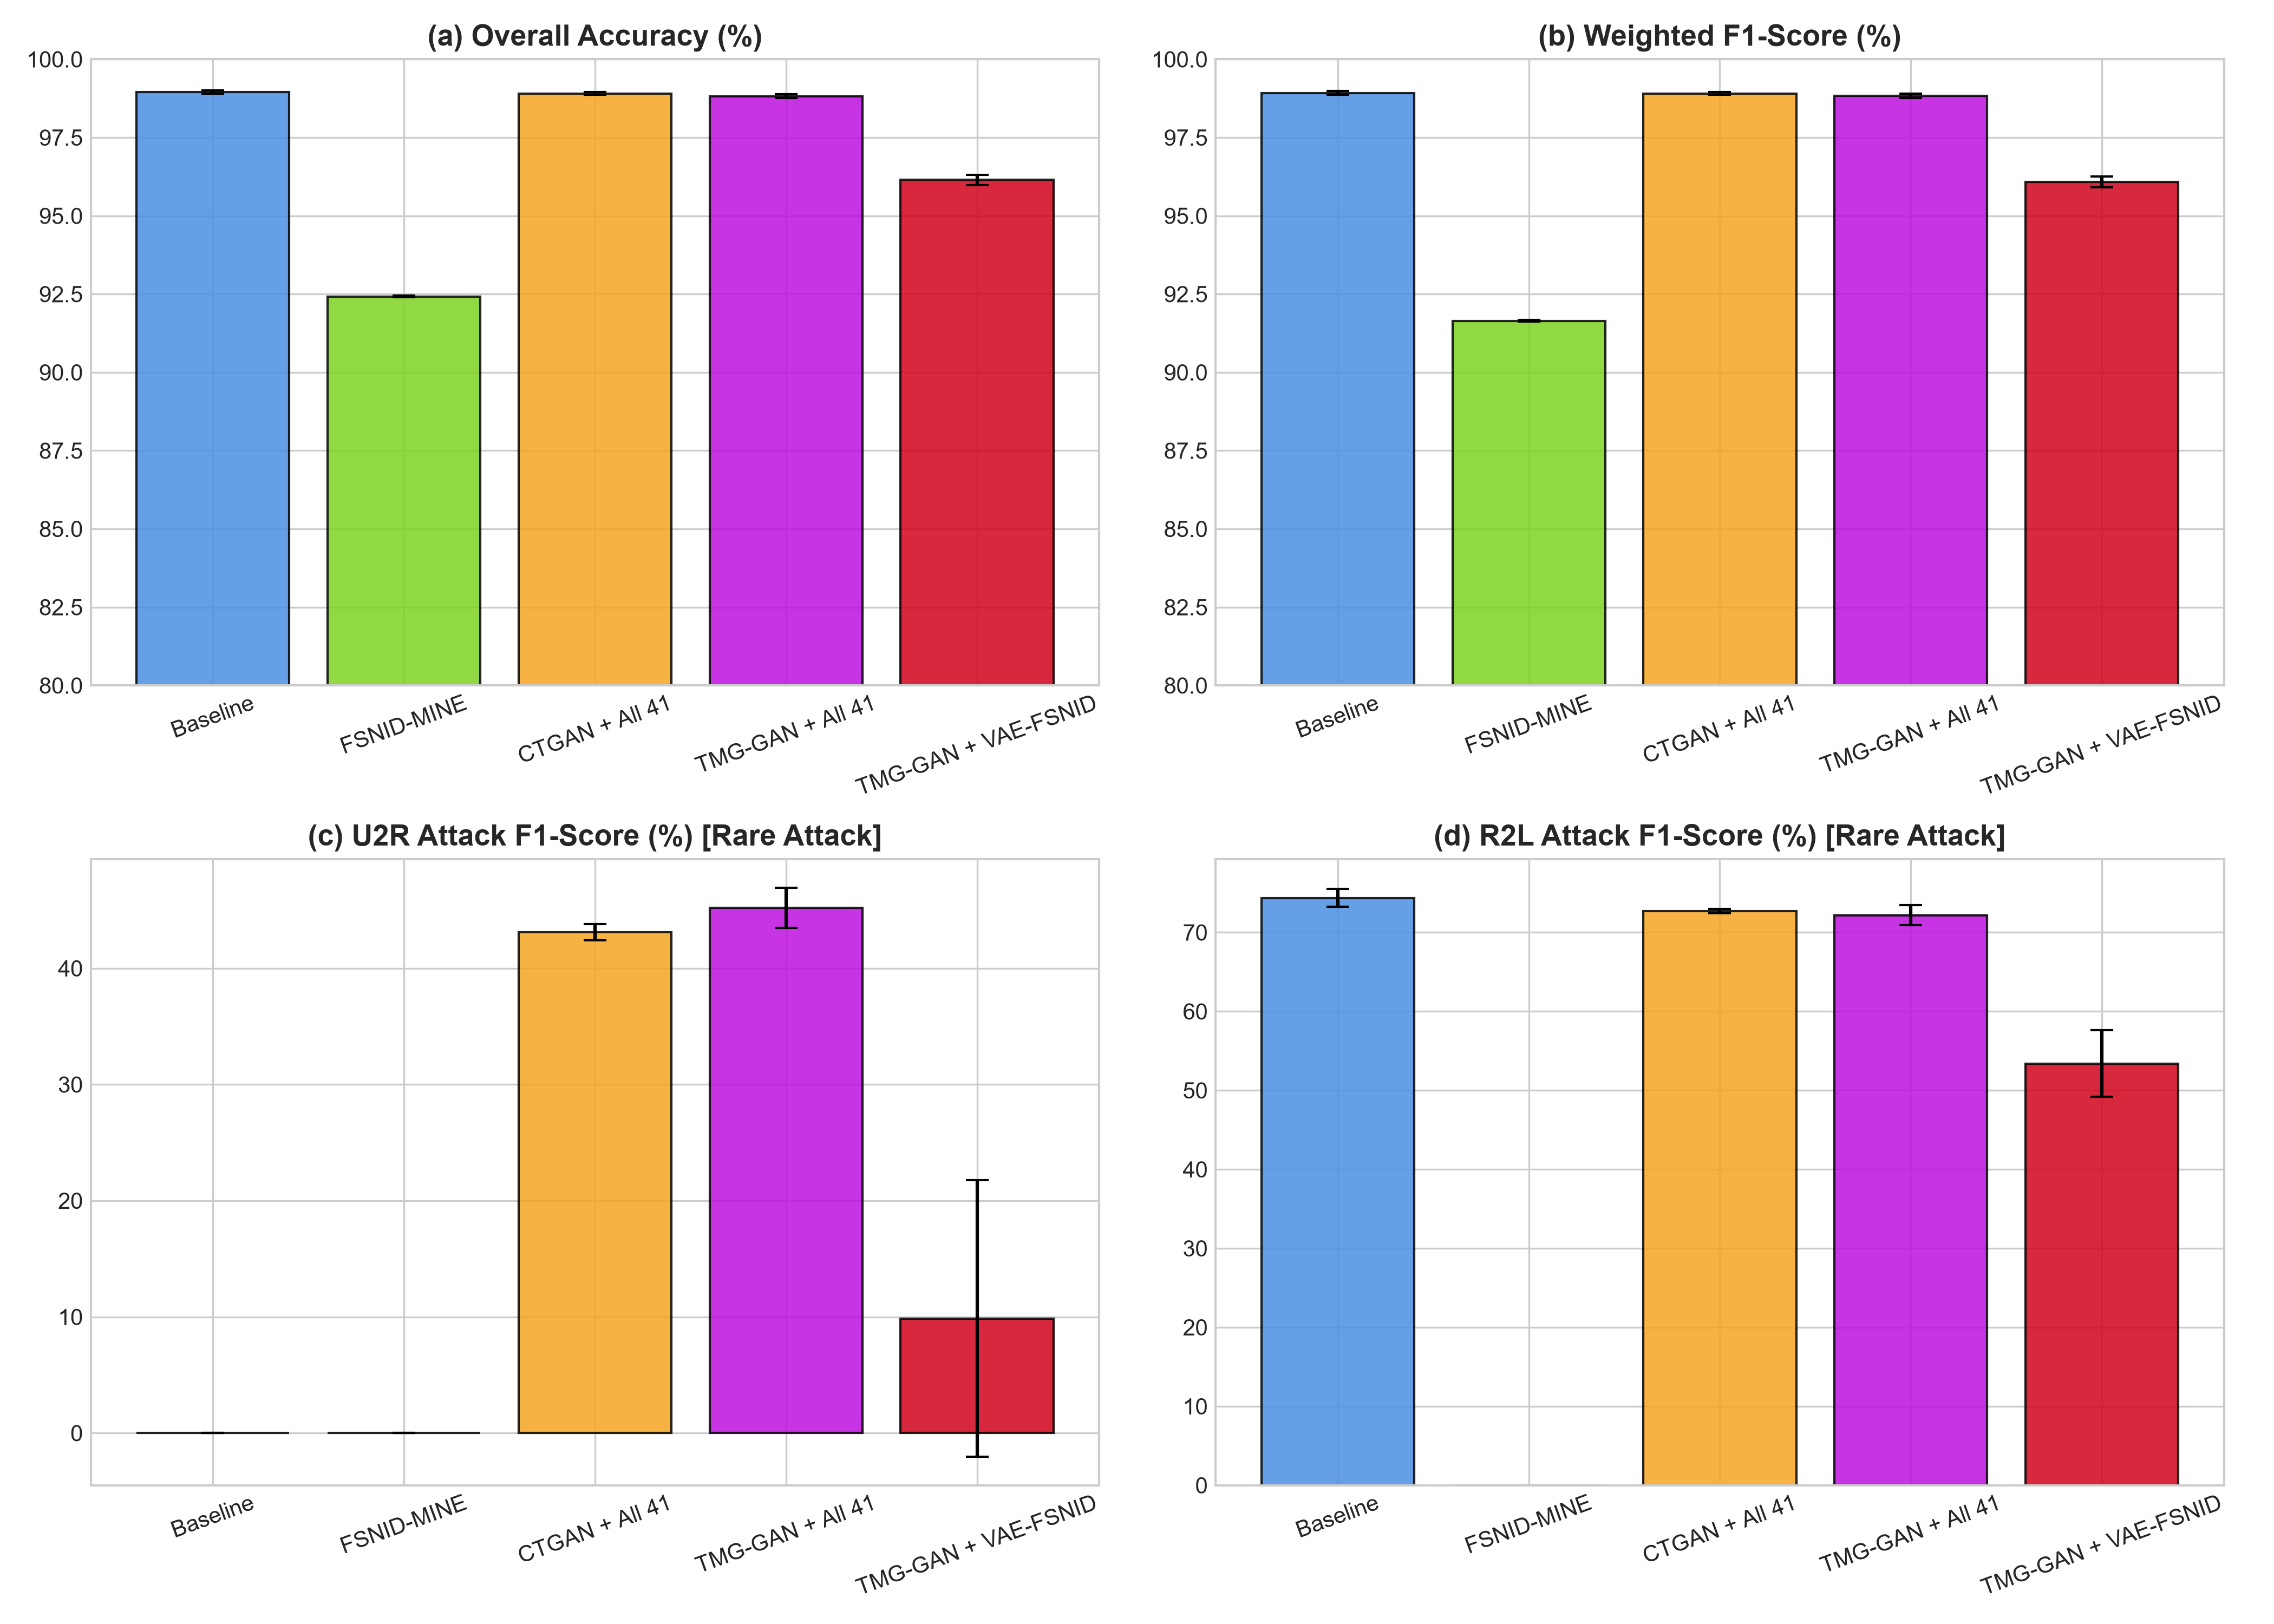 (a) Overall Accuracy (%)
100.0
97.5
95.0
92.5
90.0
87.5
85.0
82.5
80.0
Baseline
FSNID-MINE
CTGAN + All 41
TMG-GAN + All 41
TMG-GAN + VAE-FSNID
(b) Weighted F1-Score (%)
100.0
97.5
95.0
92.5
90.0
87.5
85.0
82.5
80.0
Baseline
FSNID-MINE
CTGAN + All 41
TMG-GAN + All 41
TMG-GAN + VAE-FSNID
(c) U2R Attack F1-Score (%) [Rare Attack]
40
30
20
10
0
Baseline
FSNID-MINE
CTGAN + All 41
TMG-GAN + All 41
TMG-GAN + VAE-FSNID
(d) R2L Attack F1-Score (%) [Rare Attack]
70
60
50
40
30
20
10
0
Baseline
FSNID-MINE
CTGAN + All 41
TMG-GAN + All 41
TMG-GAN + VAE-FSNID